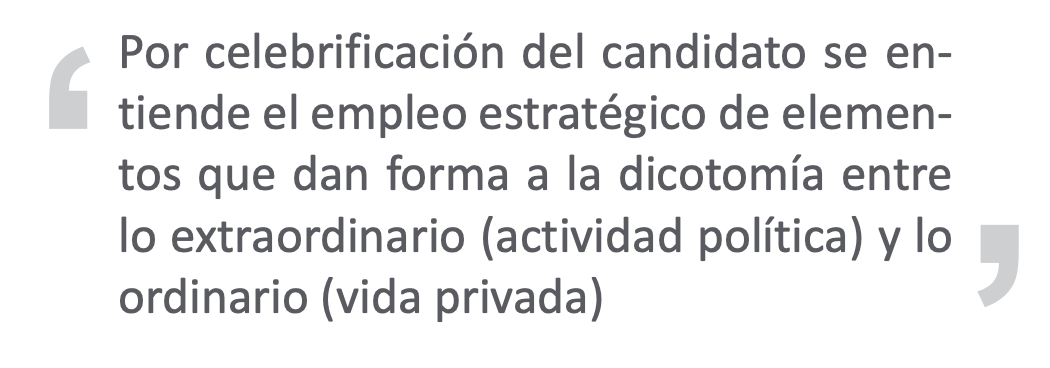 ‘
Por celebrificación del candidato se en-
tiende el empleo estratégico de elemen-
tos que dan forma a la dicotomía entre
lo extraordinario (actividad política) y lo
ordinario (vida privada)
’